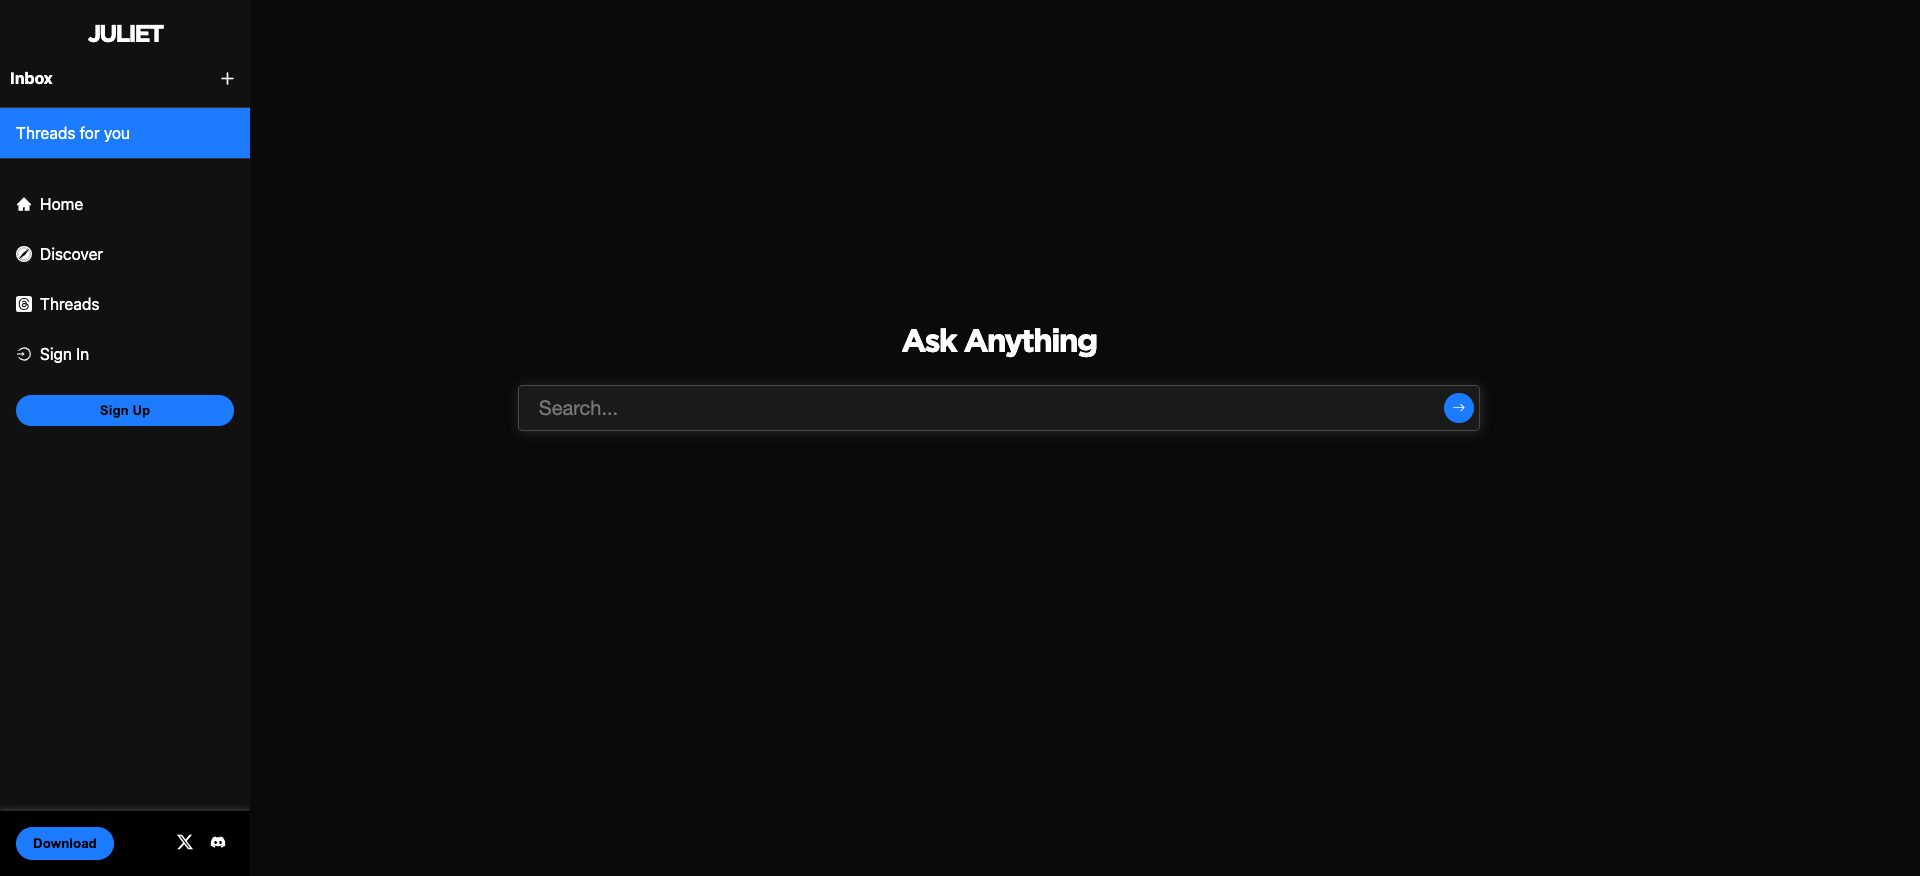 JULIET
Inbox
Threads for you
Home
Discover
Threads
Sign In
Sign Up
Ask Anything
Search...
Download